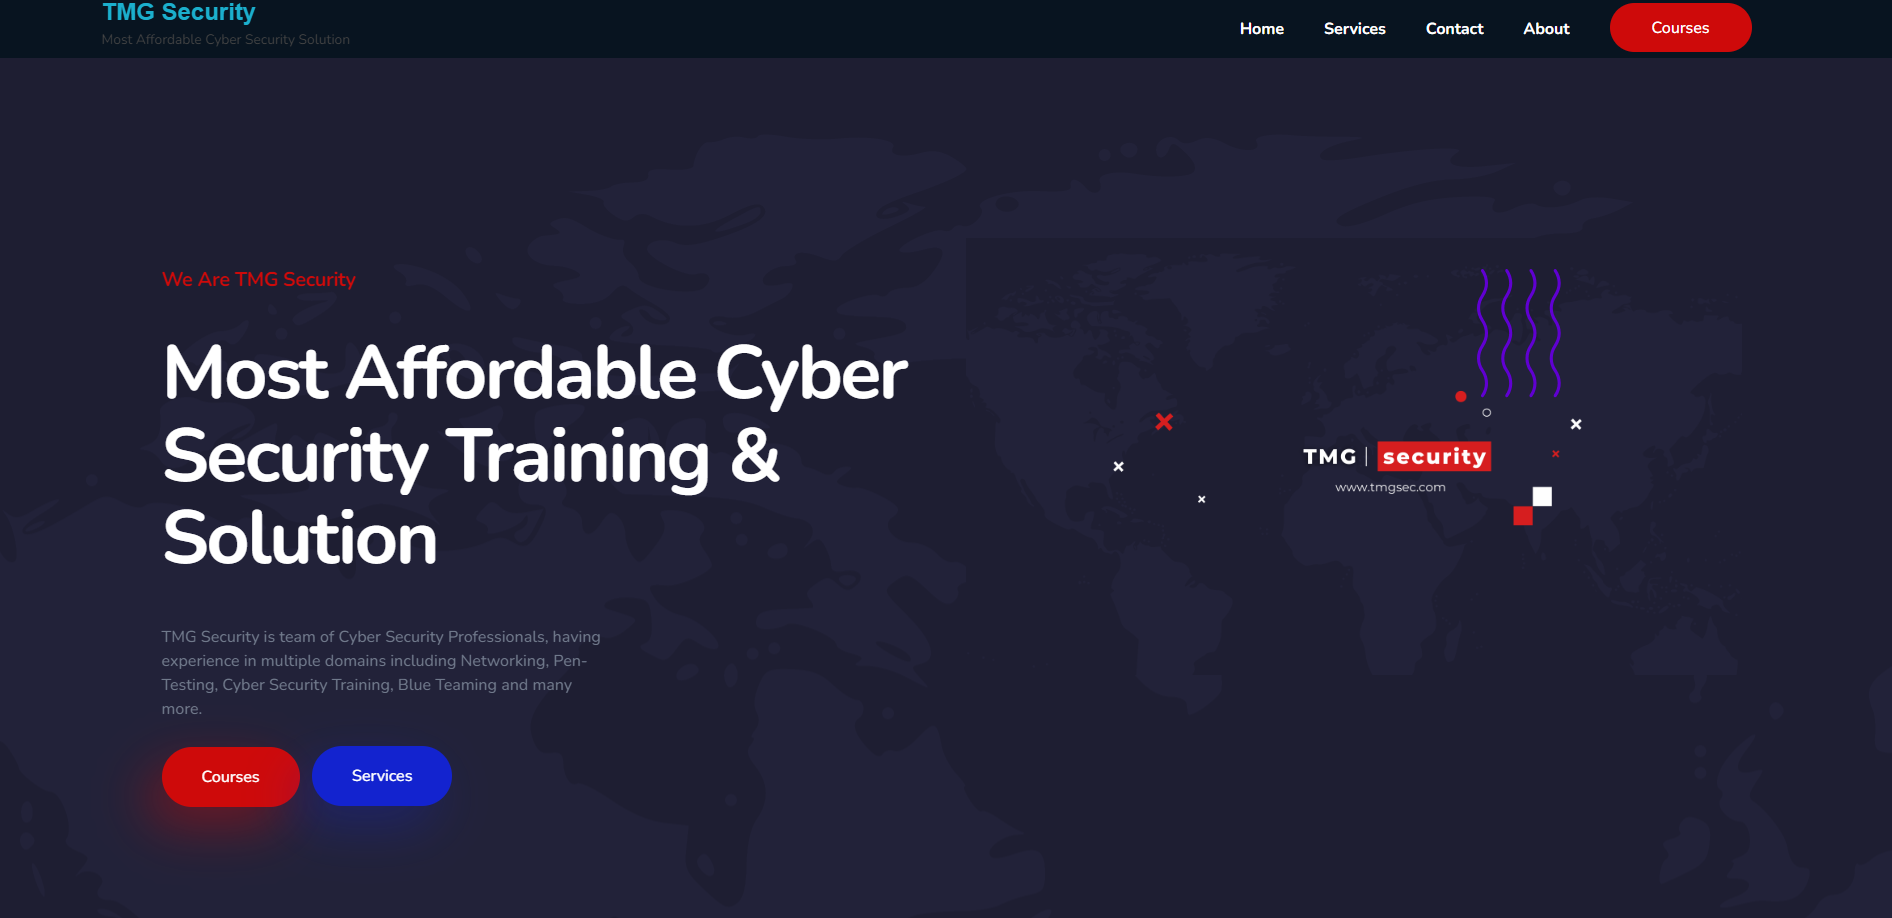 TMG Security
Most Affordable Cyber Security Solution
Home
Services
Contact
About
Courses
We Are TMG Security
Most Affordable Cyber
Security Training &
Solution
TMG Security is team of Cyber Security Professionals, having
experience in multiple domains including Networking, Pen-
Testing, Cyber Security Training, Blue Teaming and many
more.
Courses
Services
TMG | security
www.tmgsec.com